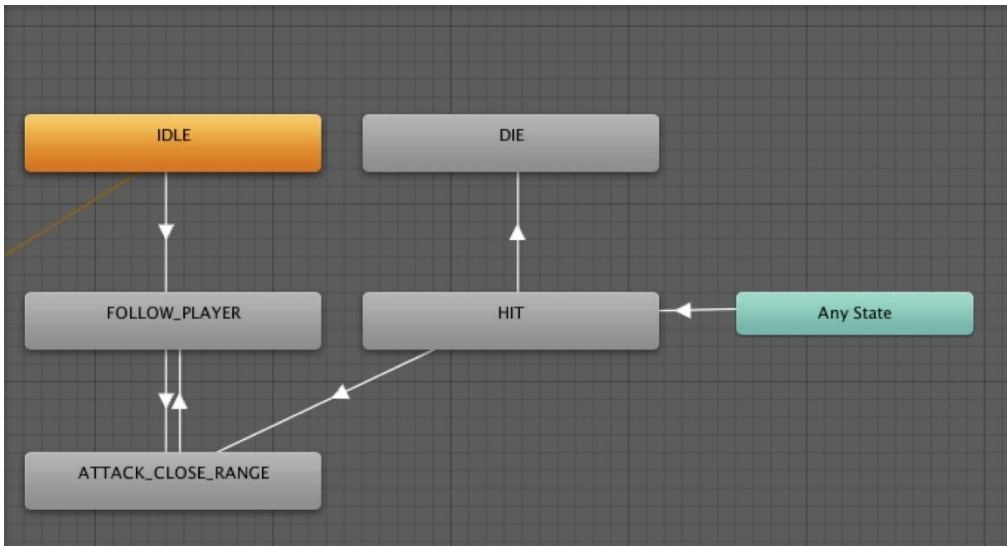 IDLE
DIE
FOLLOW_PLAYER
HIT
Any State
ATTACK_CLOSE_RANGE